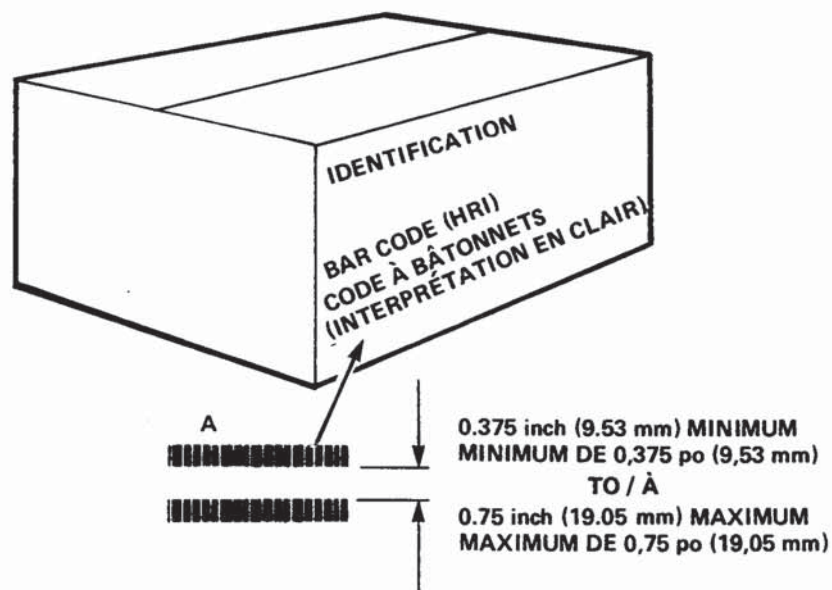 IDENTIFICATION
BAR CODE (HRI)
CODE À BÂTONNETS
(INTERPRÉTATION EN CLAIR)
A
0.375 inch (9.53 mm) MINIMUM
MINIMUM DE 0,375 po (9,53 mm)
TO / À
0.75 inch (19.05 mm) MAXIMUM
MAXIMUM DE 0,75 po (19,05 mm)